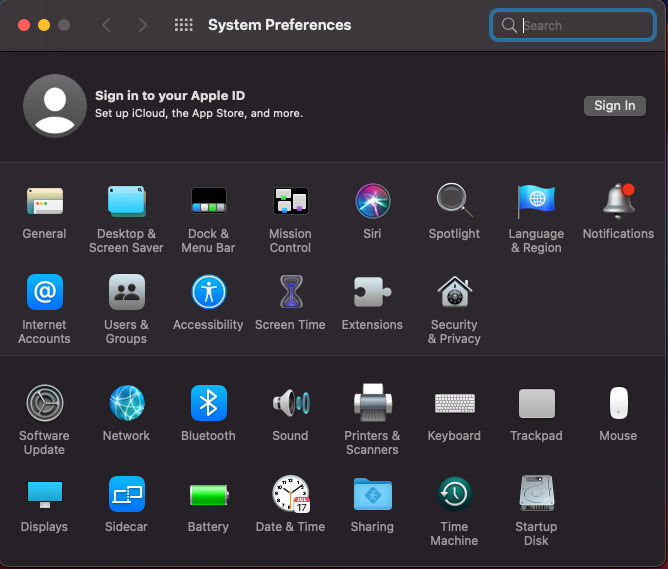 System Preferences
Search
Sign in to your Apple ID
Set up iCloud, the App Store, and more.
Sign In
General
Desktop &
Screen Saver
Dock &
Menu Bar
Mission
Control
Siri
Spotlight
Language
& Region
Notifications
Internet
Accounts
Users &
Groups
Accessibility
Screen Time
Extensions
Security
& Privacy
Software
Update
Network
Bluetooth
Sound
Printers &
Scanners
Keyboard
Trackpad
Mouse
Displays
Sidecar
Battery
JUL
17
Date & Time
Sharing
Time
Machine
Startup
Disk